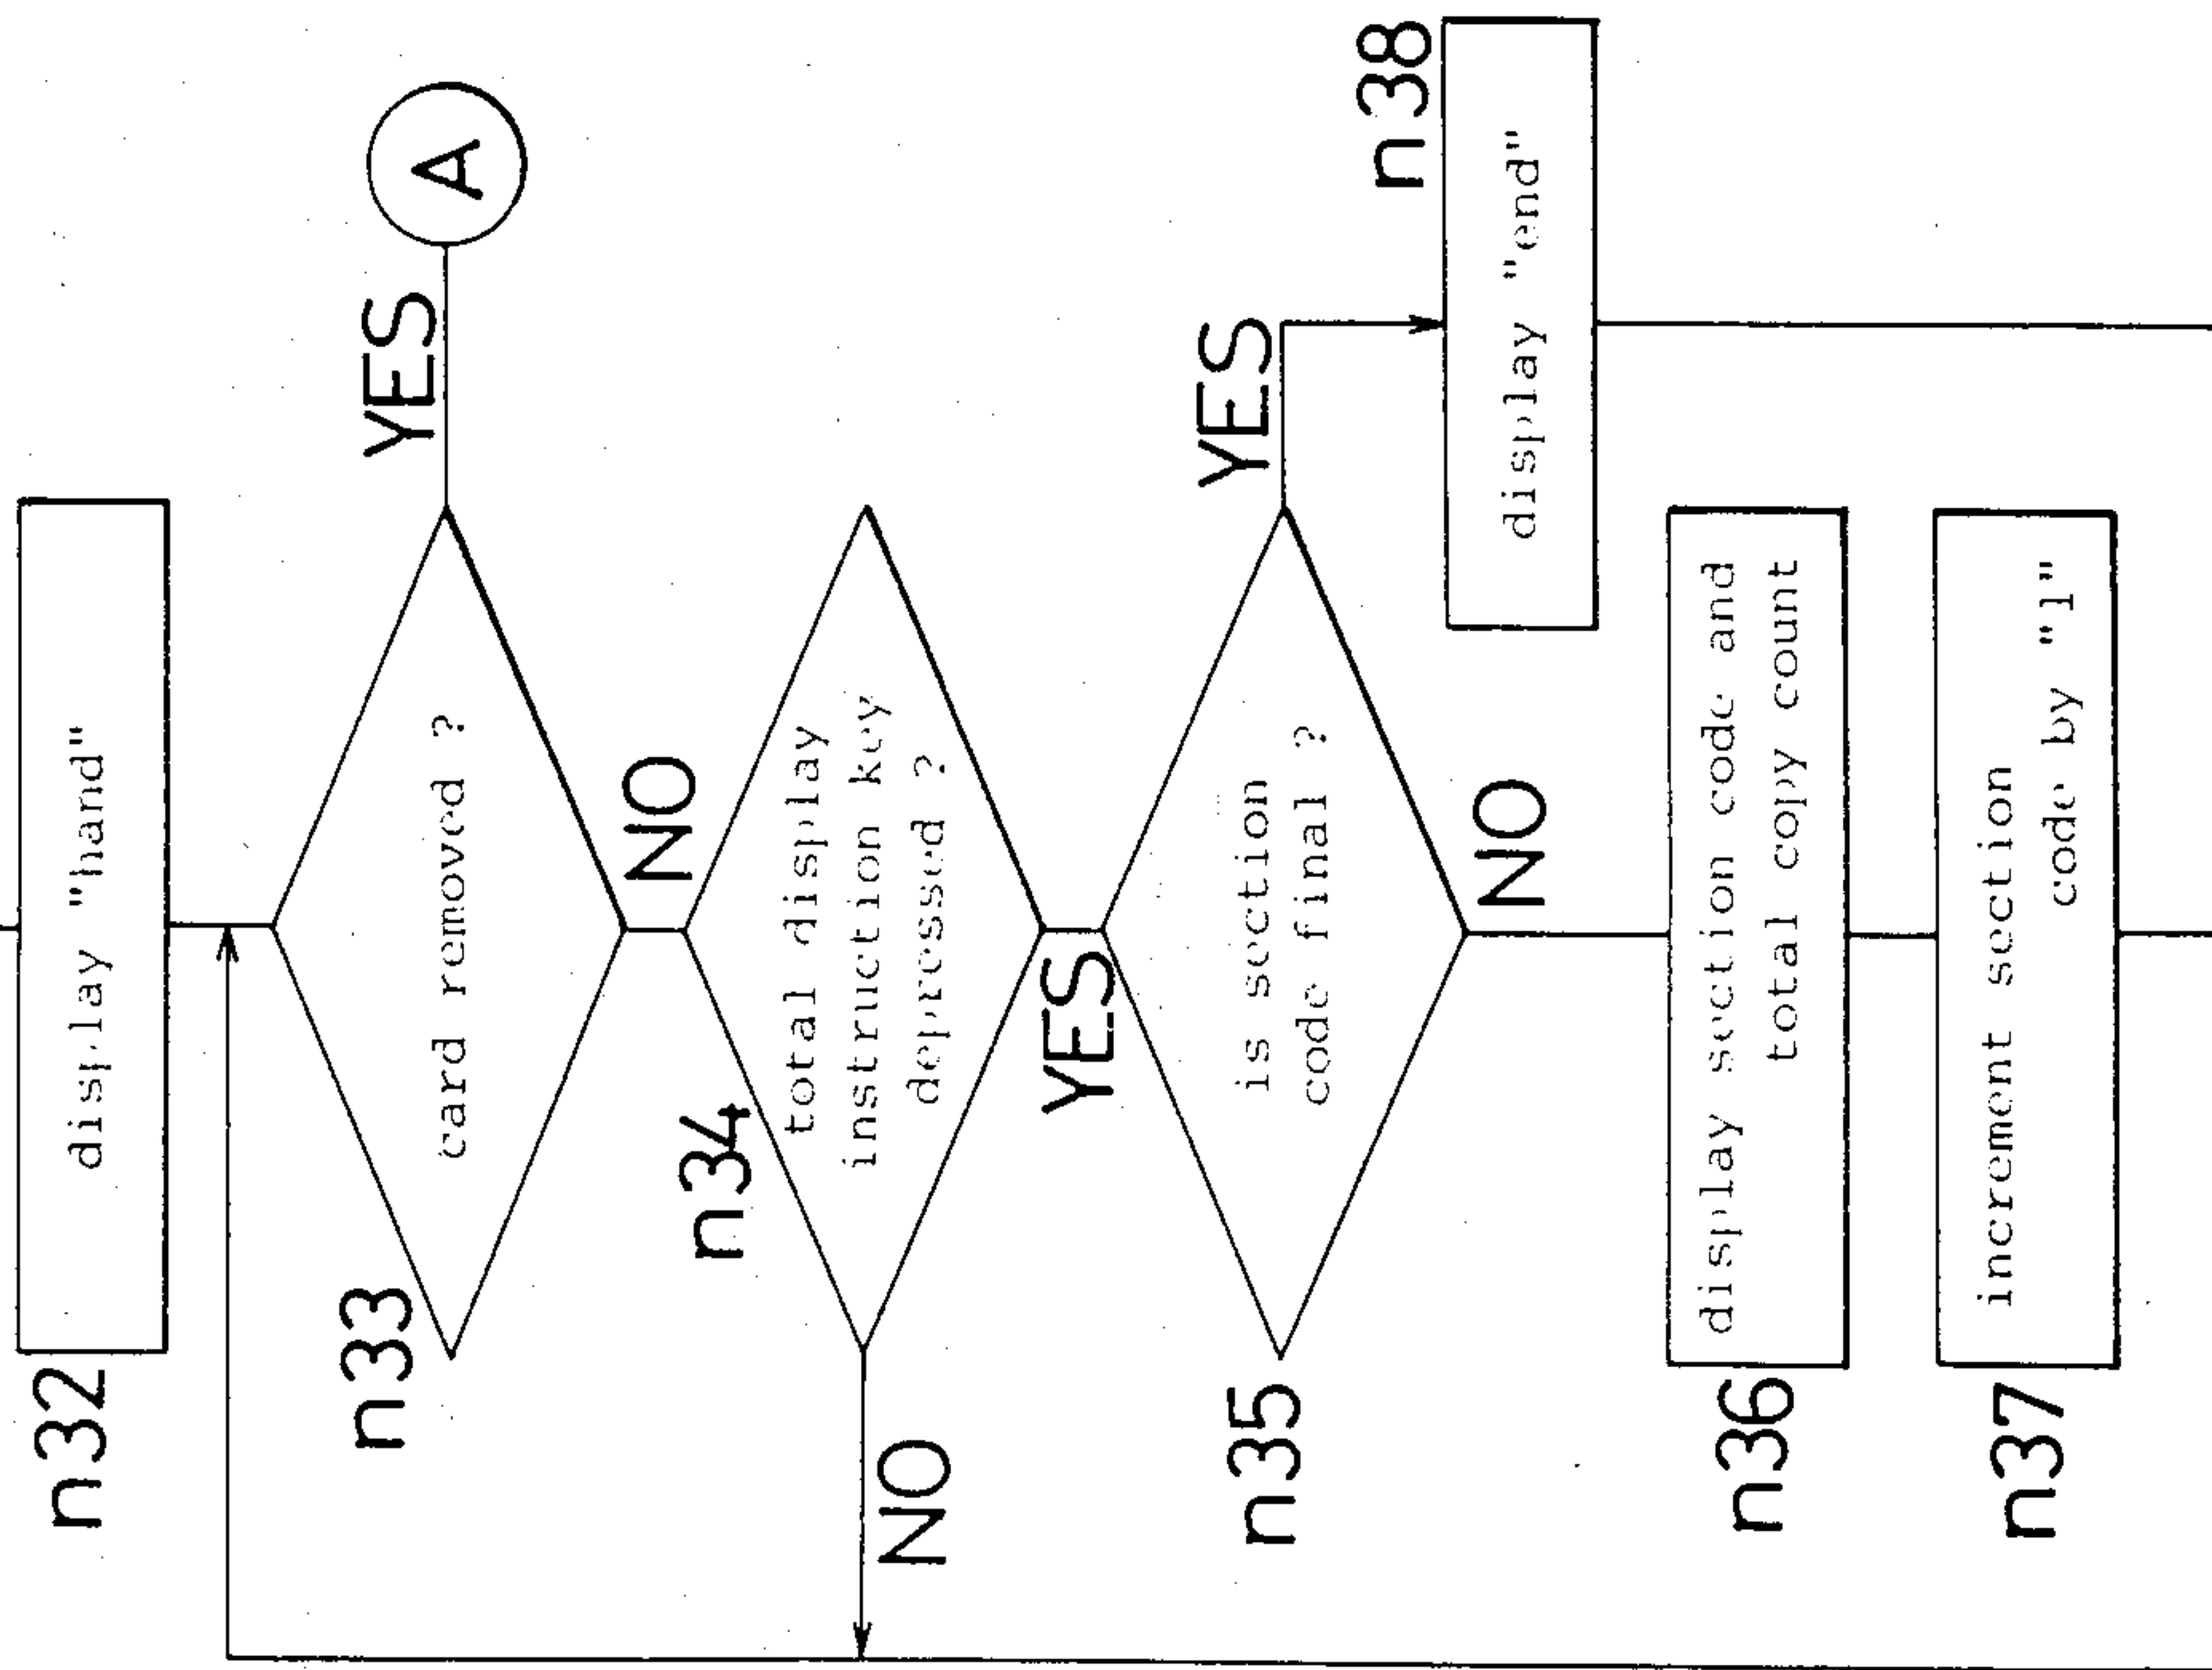 n32
display "hand"
n33
card removed ?
YES
A
NO
n34
total display
instruction key
depressed ?
NO
YES
n35
is section
code final ?
YES
n38
display "end"
NO
n36
display section code and
total copy count
n37
increment section
code by "1"